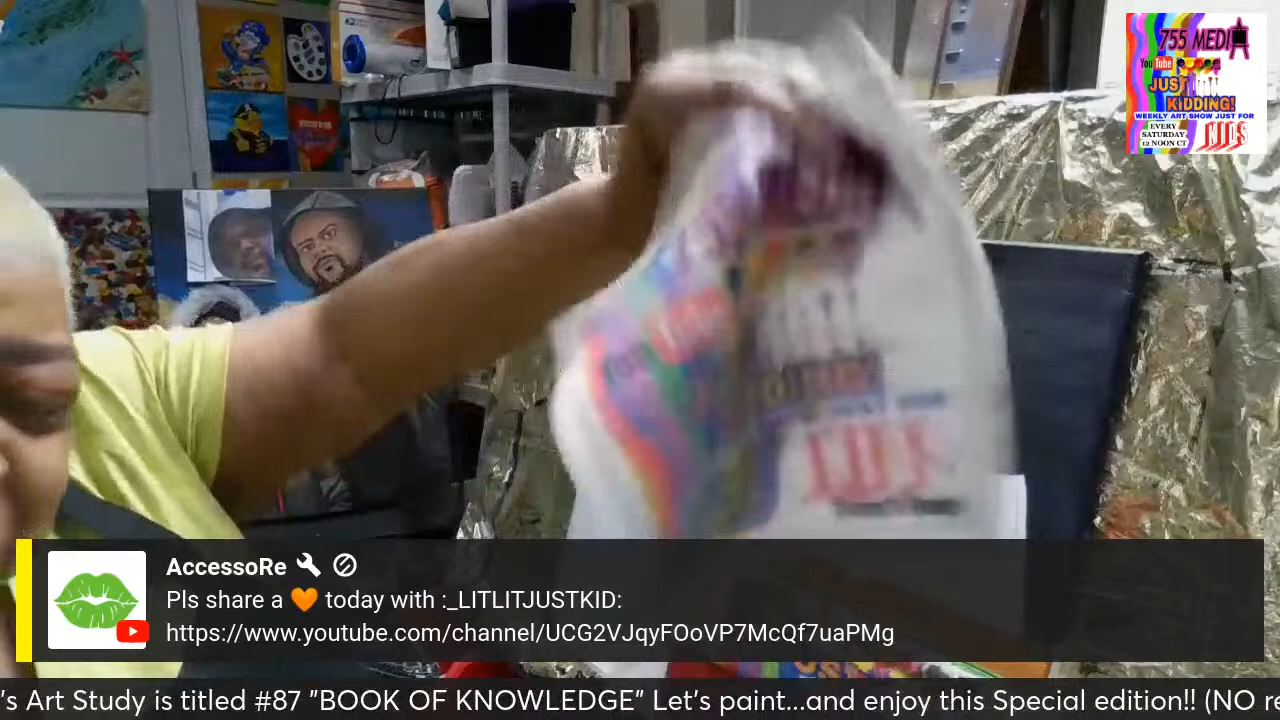 755 MEDIA
YouTube
JUST
KIDDING!
WEEKLY ART SHOW JUST FOR
EVERY
SATURDAY
12 NOON CT
KIDS
AccessoRe
Pls share a 🧡 today with :_LITLITJUSTKID:
https://www.youtube.com/channel/UCG2VJqyFOoVP7McQf7uaPMg
's Art Study is titled #87 "BOOK OF KNOWLEDGE" Let's paint...and enjoy this Special edition!! (NO re